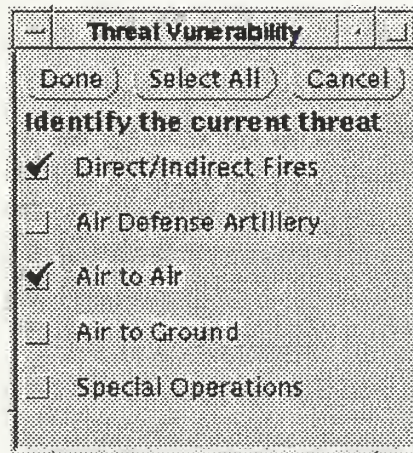 Threat Vunerability
Done Select All Cancel
Identify the current threat
Direct/Indirect Fires
Air Defense Artillery
Air to Air
Air to Ground
Special Operations